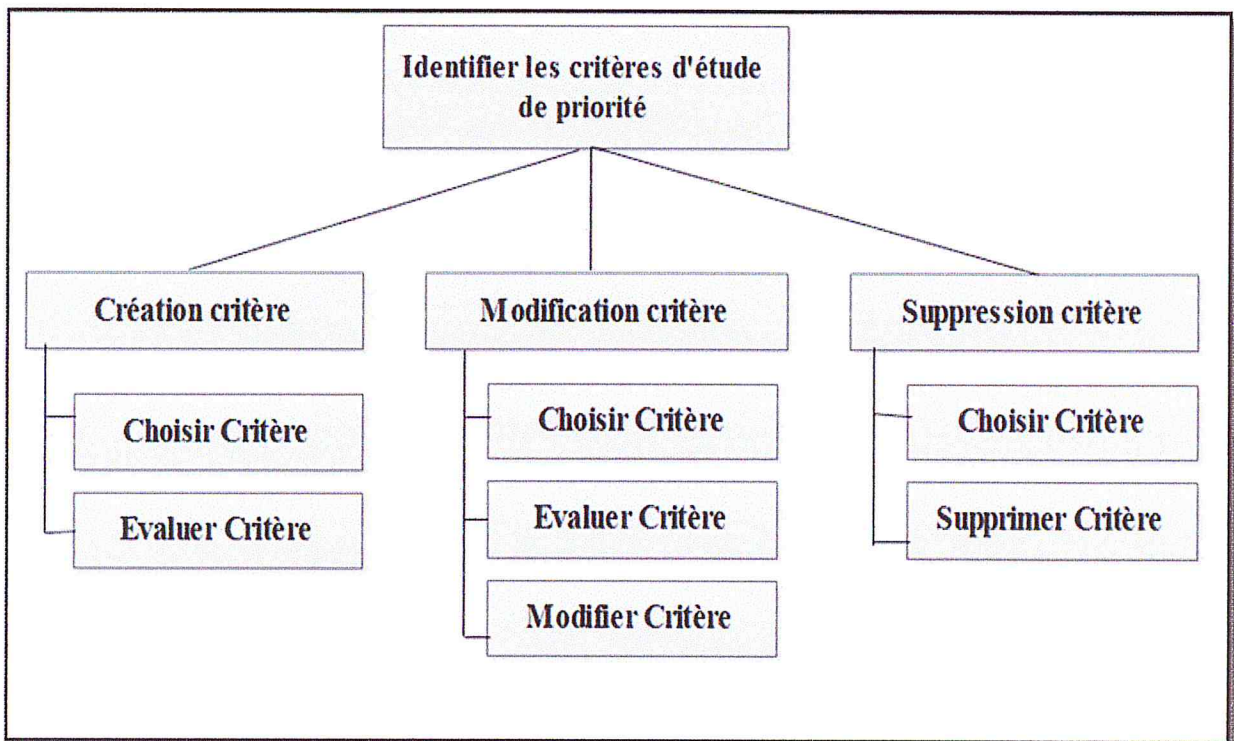 Identifier les critères d'étude
de priorité
Création critère
Choisir Critère
Evaluer Critère
Modification critère
Choisir Critère
Evaluer Critère
Modifier Critère
Suppression critère
Choisir Critère
Supprimer Critère